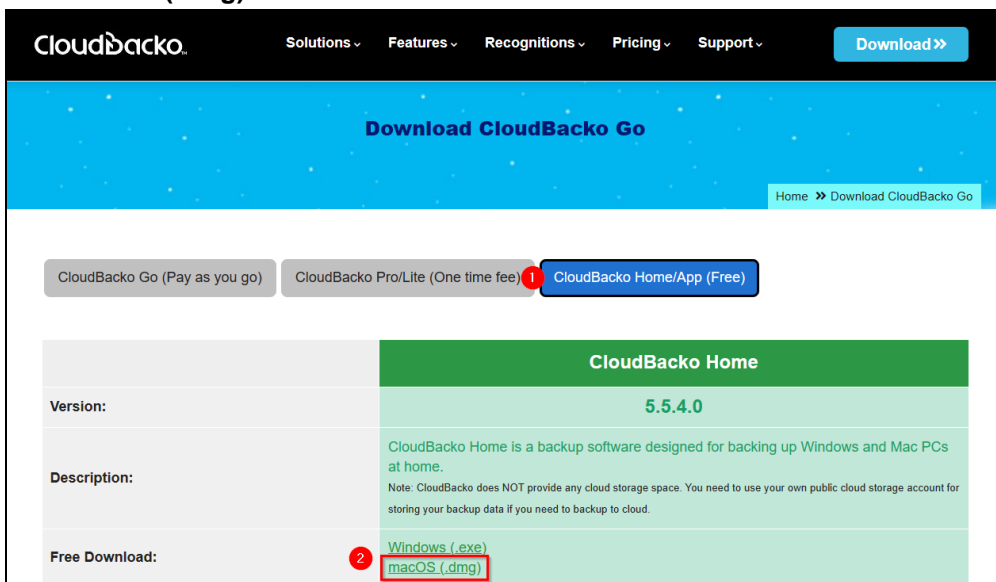 CloudBacko™
Solutions Features Recognitions Pricing Support Download
Download CloudBacko Go
Home » Download CloudBacko Go
CloudBacko Go (Pay as you go) CloudBacko Pro/Lite (One time fee) 1 CloudBacko Home/App (Free)
CloudBacko Home
Version: 5.5.4.0
Description:
CloudBacko Home is a backup software designed for backing up Windows and Mac PCs
at home.
Note: CloudBacko does NOT provide any cloud storage space. You need to use your own public cloud storage account for
storing your backup data if you need to backup to cloud.
Free Download:
Windows (.exe)
2 macOS (.dmg)